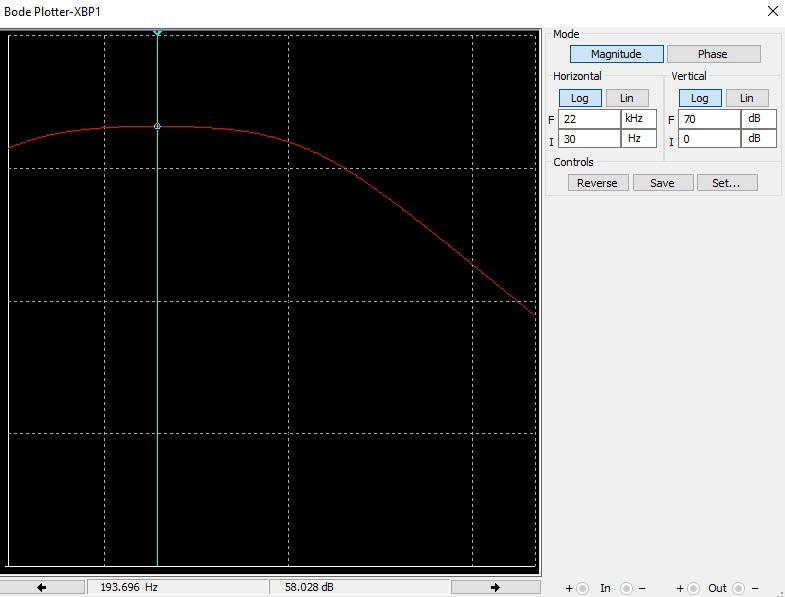 Bode Plotter-XBP1
Mode
Magnitude Phase
Horizontal Vertical
Log Lin Log Lin
F 22 kHz F 70 dB
I 30 Hz I 0 dB
Controls
Reverse Save Set...
193.696 Hz 58.028 dB
+ In − + Out −